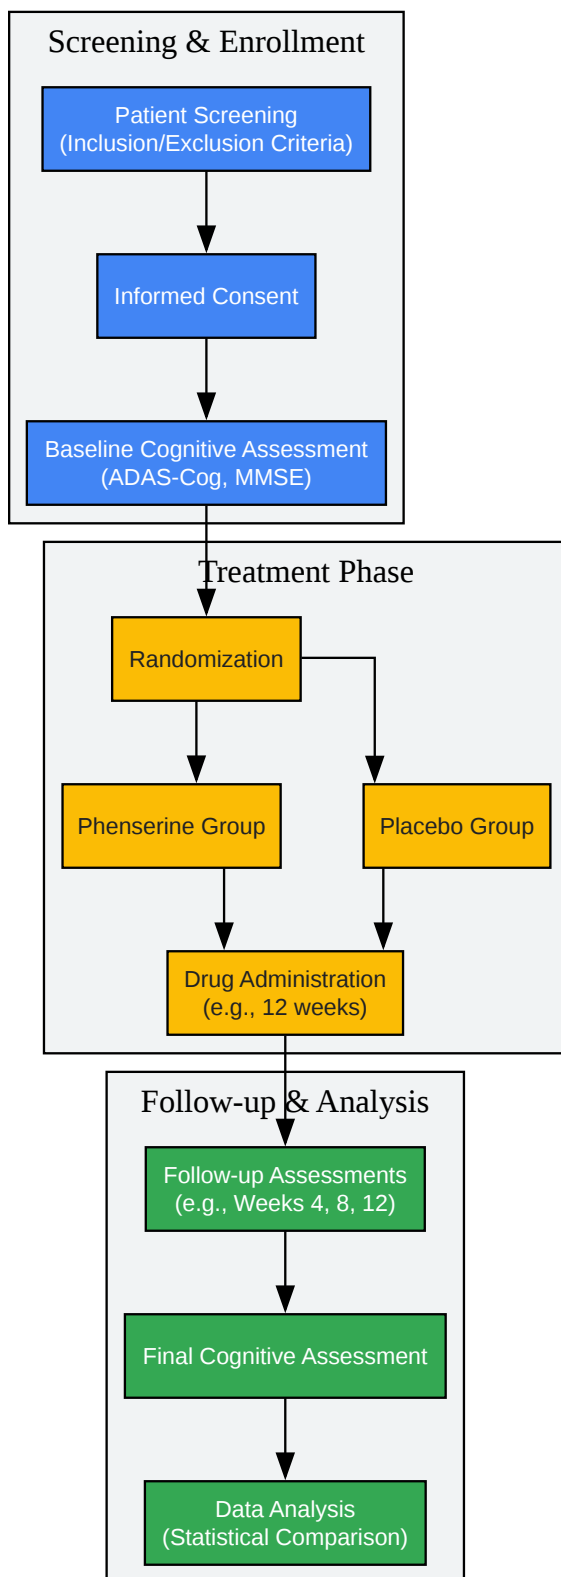 Screening & Enrollment
Patient Screening
(Inclusion/Exclusion Criteria)
Informed Consent
Baseline Cognitive Assessment
(ADAS-Cog, MMSE)
Treatment Phase
Randomization
Phenserine Group
Placebo Group
Drug Administration
(e.g., 12 weeks)
Follow-up & Analysis
Follow-up Assessments
(e.g., Weeks 4, 8, 12)
Final Cognitive Assessment
Data Analysis
(Statistical Comparison)